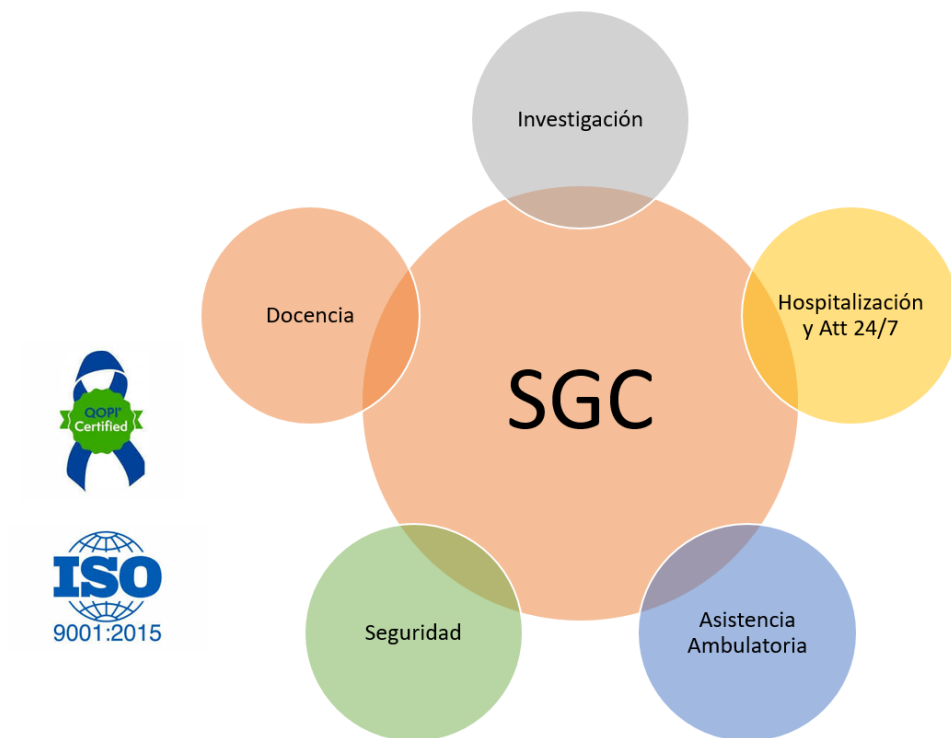 Investigación
Docencia
Hospitalización
y Att 24/7
SGC
QOPI®
Certified
ISO
9001:2015
Seguridad
Asistencia
Ambulatoria